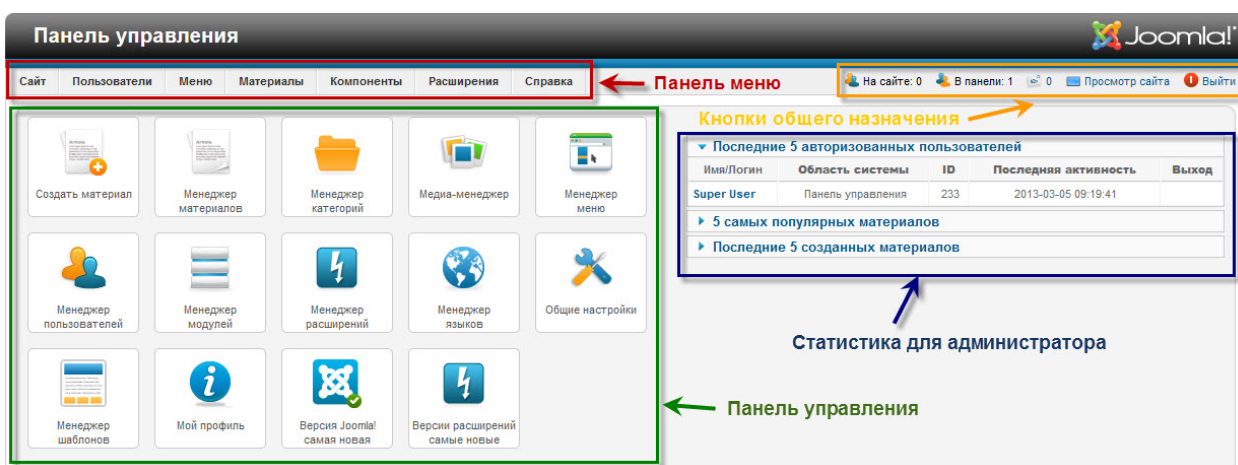 Панель управления
Joomla!
Сайт Пользователи Меню Материалы Компоненты Расширения Справка
Панель меню
На сайте: 0 В панели: 1 0 Просмотр сайта Выйти
Кнопки общего назначения
Создать материал
Менеджер материалов
Менеджер категорий
Медиа-менеджер
Менеджер меню
Последние 5 авторизованных пользователей
Имя/Логин Область системы ID Последняя активность Выход
Super User Панель управления 233 2013-03-05 09:19:41
5 самых популярных материалов
Последние 5 созданных материалов
Менеджер пользователей
Менеджер модулей
Менеджер расширений
Менеджер языков
Общие настройки
Статистика для администратора
Менеджер шаблонов
Мой профиль
Версия Joomla! самая новая
Версии расширений самые новые
Панель управления